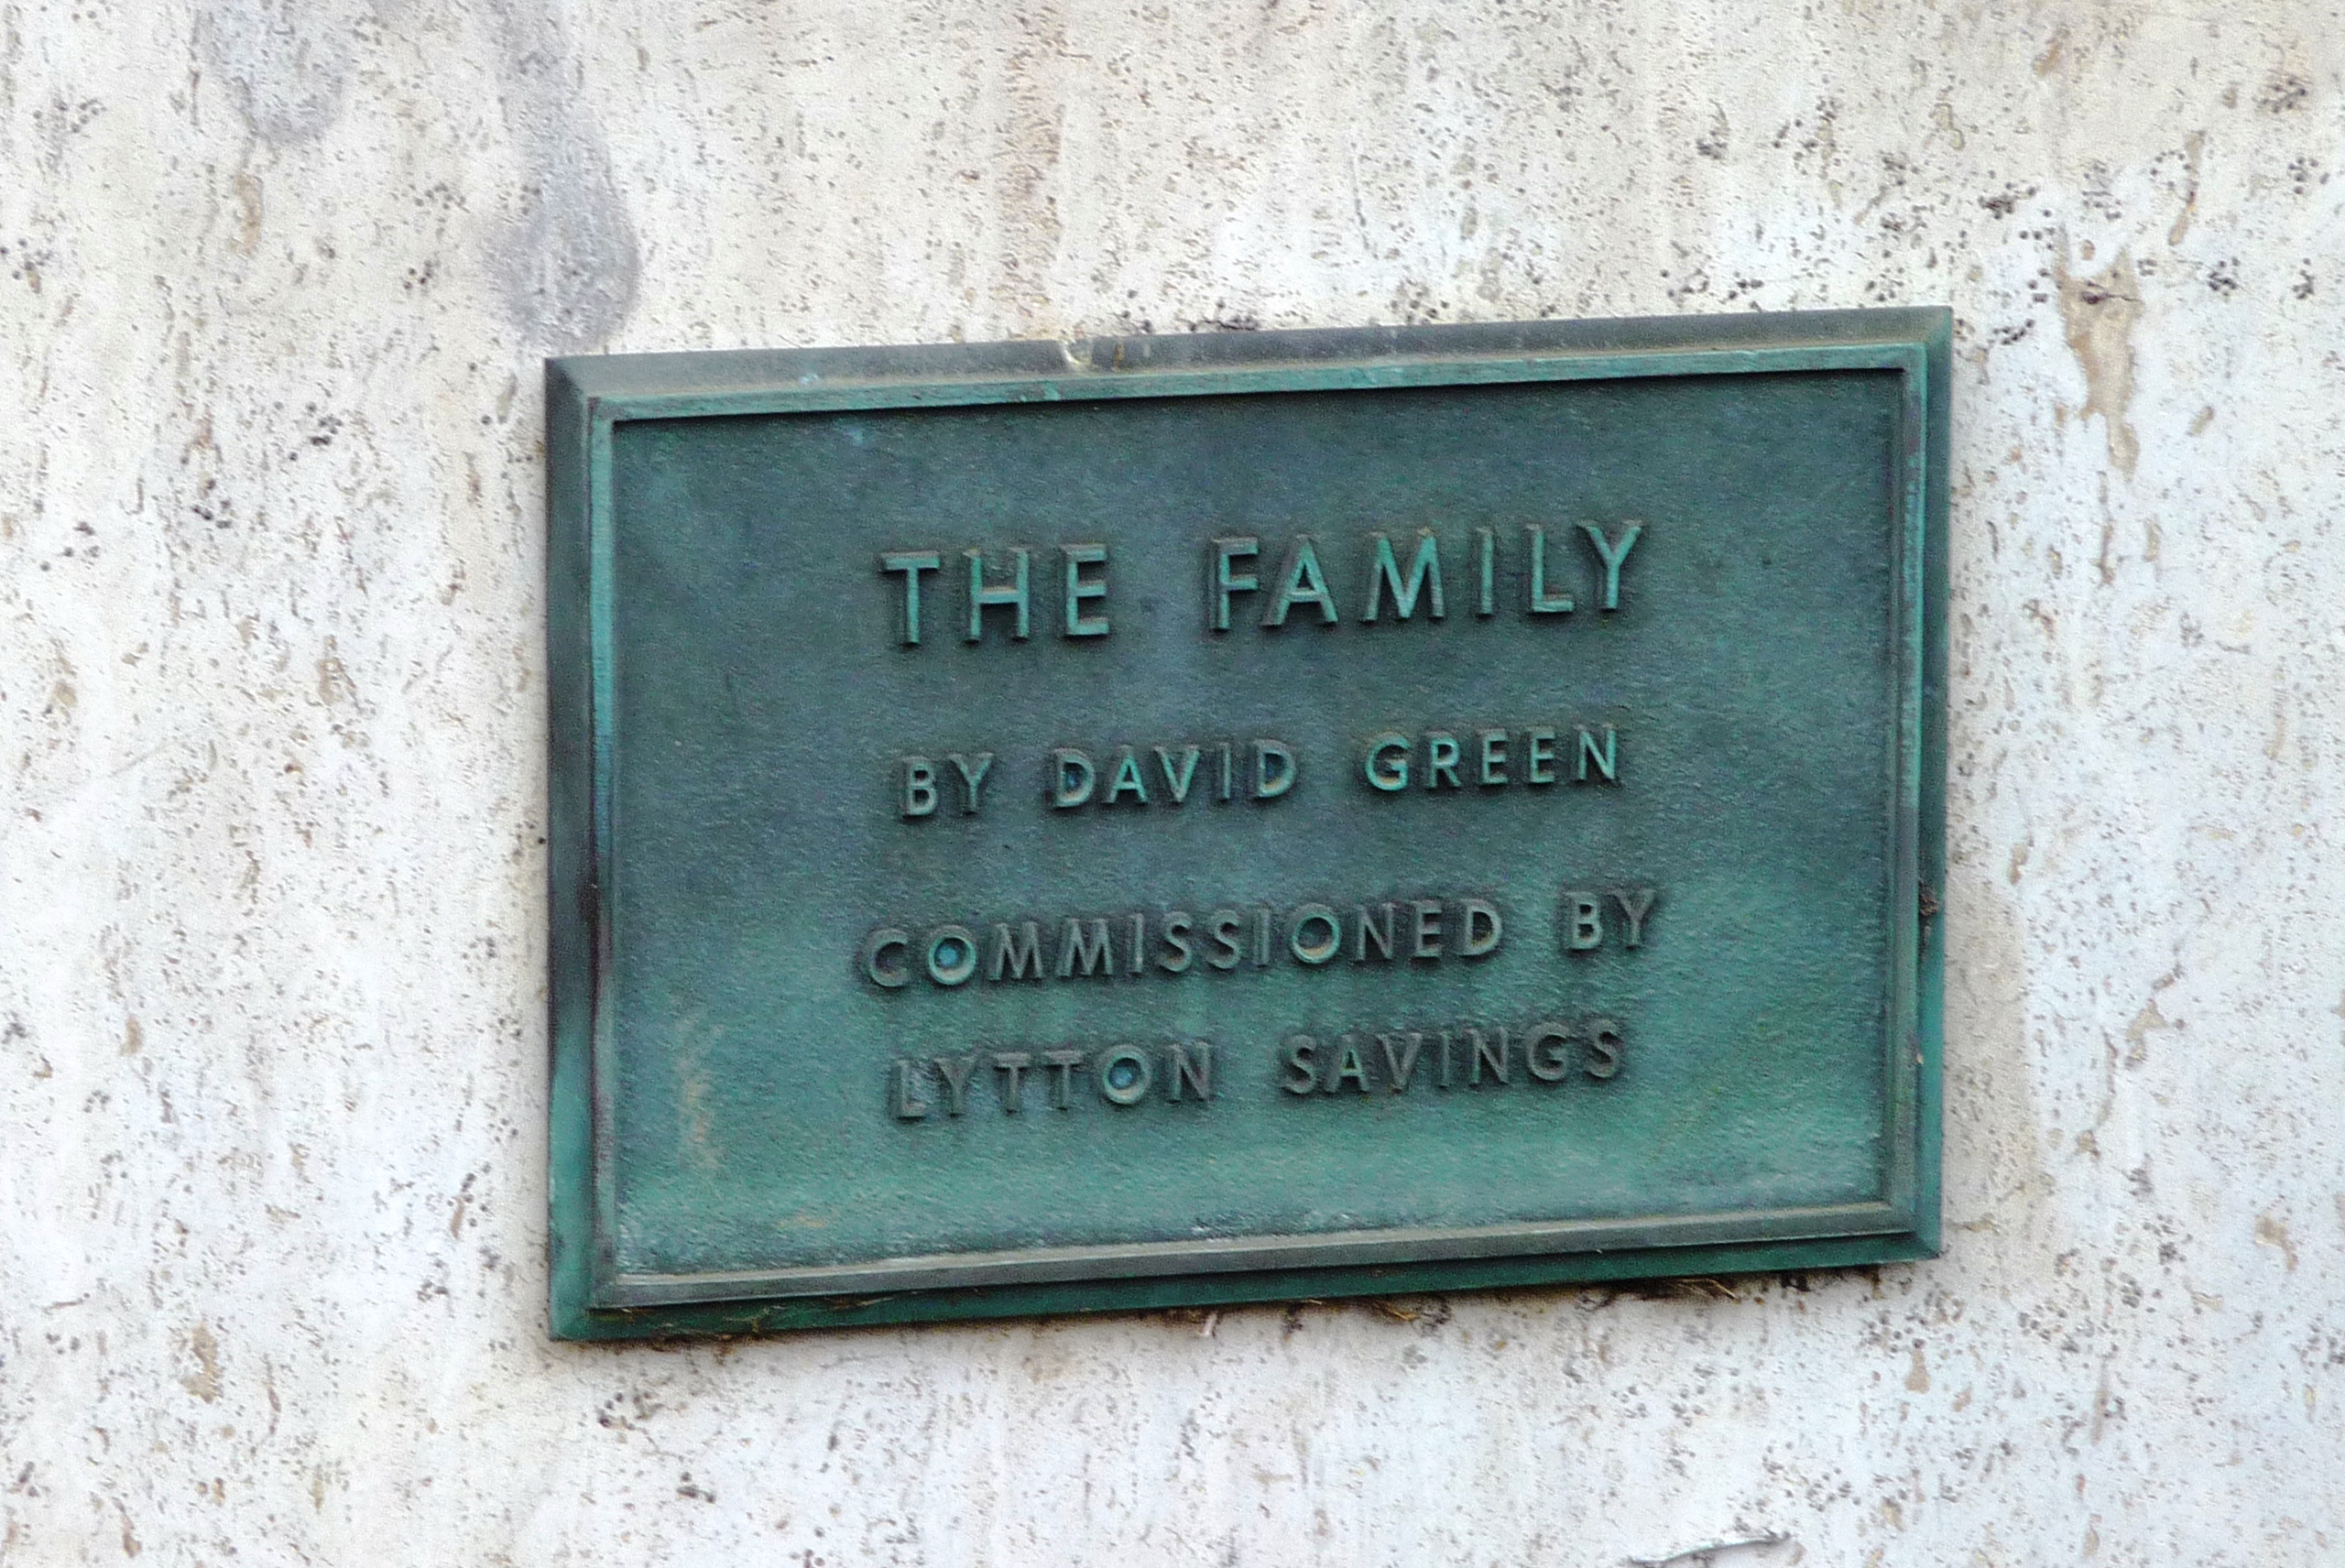 THE FAMILY
BY DAVID GREEN
COMMISSIONED BY
LYTTON SAVINGS